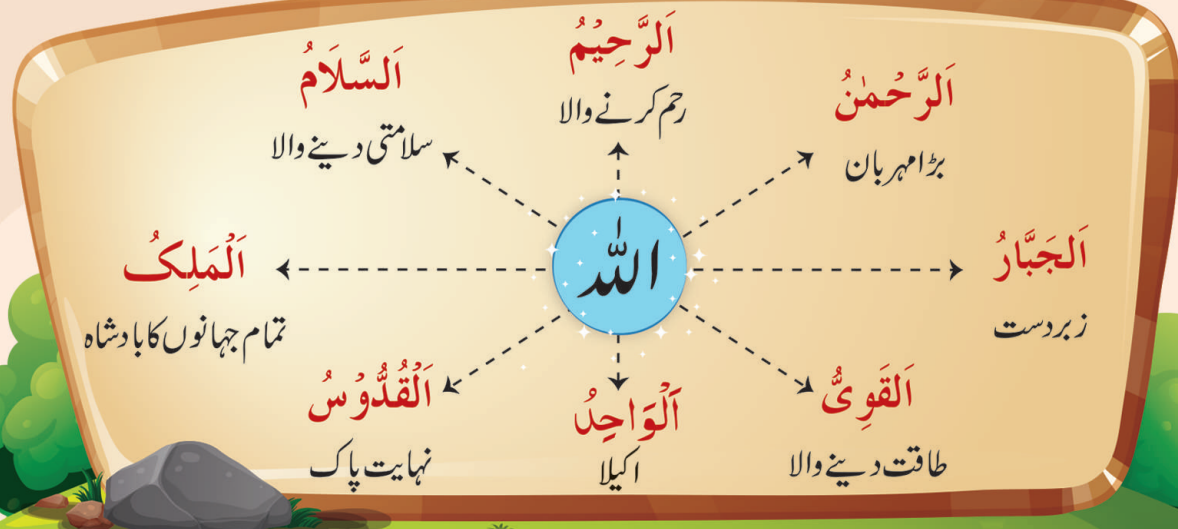 اَلرَّحِيْمُ
رحم کرنے والا
اَلرَّحْمٰنُ
بڑا مہربان
اَلسَّلَامُ
سلامتی دینے والا
اللہ
اَلجَبَّارُ
زبردست
اَلْمَلِکُ
تمام جہانوں کا بادشاہ
اَلقَوِیُّ
طاقت دینے والا
اَلْوَاحِدُ
اکیلا
اَلْقُدُّوْسُ
نہایت پاک